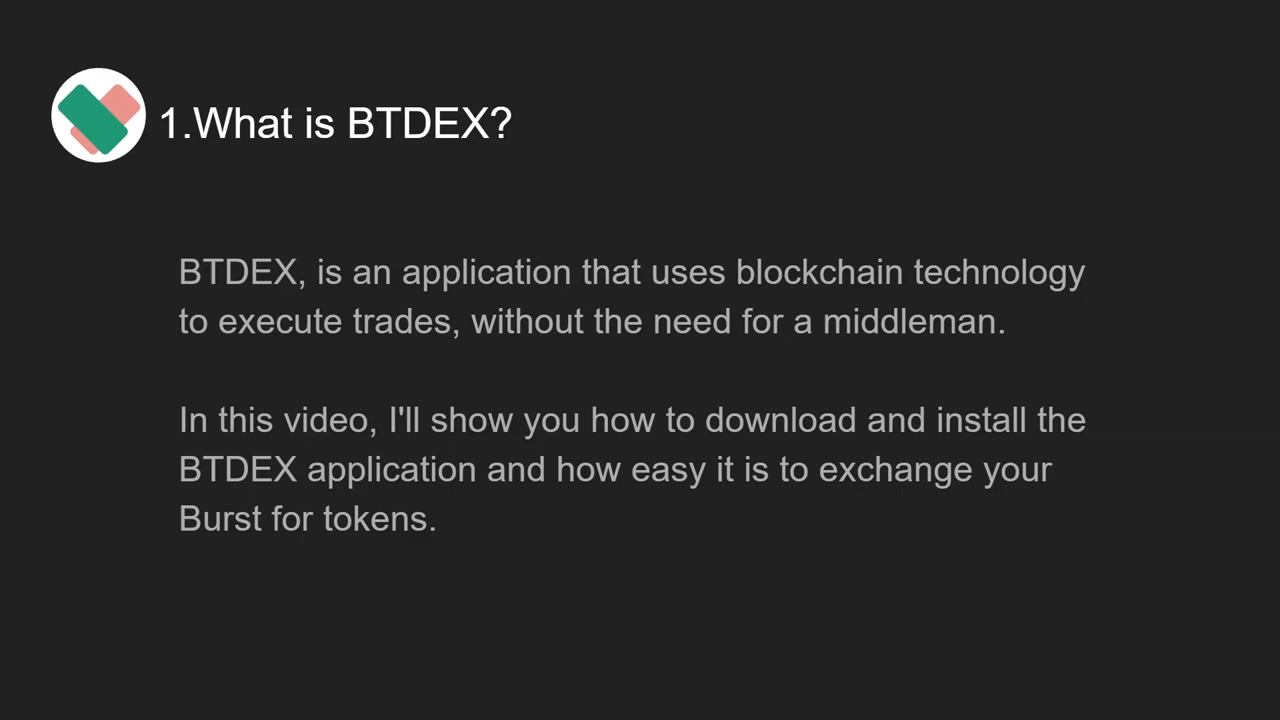 1.What is BTDEX?
BTDEX, is an application that uses blockchain technology
to execute trades, without the need for a middleman.
In this video, I'll show you how to download and install the
BTDEX application and how easy it is to exchange your
Burst for tokens.